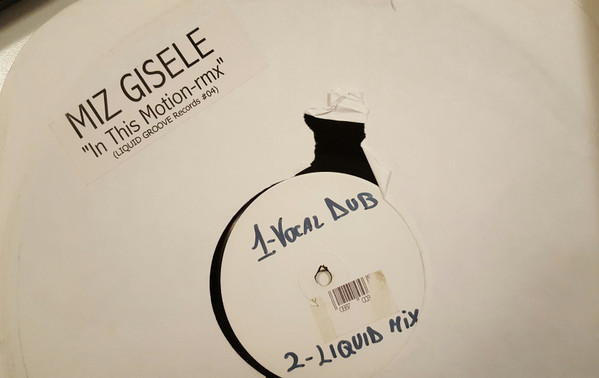 MIZ GISELE
"In This Motion-rmx"
(LIQUID GROOVE Records #04)
1-VOCAL DUB
2-LIQUID MIX